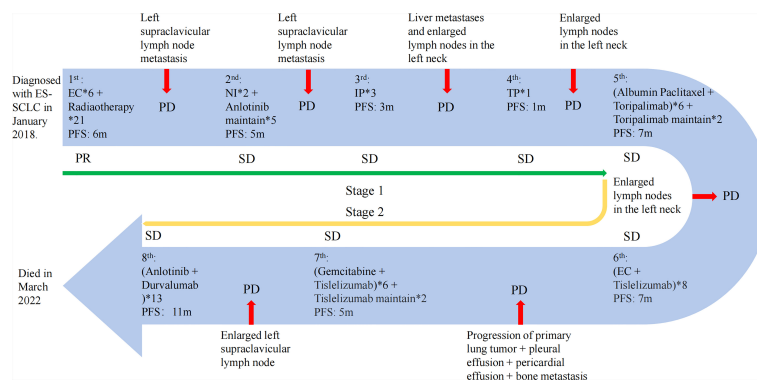 Left
supraclavicular
lymph node
metastasis
Left
supraclavicular
lymph node
metastasis
Liver metastases
and enlarged
lymph nodes in the
left neck
Enlarged
lymph nodes
in the left neck
Diagnosed
with ES-
SCLC in
January
2018.
1st:
EC*6 +
Radiaotherapy
*21
PFS: 6m
PD
2nd:
NI*2 +
Anlotinib
maintain*5
PFS: 5m
PD
3rd:
IP*3
PFS: 3m
PD
4th:
TP*1
PFS: 1m
PD
5th:
(Albumin Paclitaxel +
Toripalimab)*6 +
Toripalimab maintain*2
PFS: 7m
PR
SD
SD
SD
SD
Stage 1
Stage 2
Enlarged
lymph nodes
in the left neck
PD
SD
SD
SD
Died in
March
2022
8th:
(Anlotinib +
Durvalumab
)*13
PFS: 11m
PD
7th:
(Gemcitabine +
Tislelizumab)*6 +
Tislelizumab maintain*2
PFS: 5m
PD
6th:
(EC +
Tislelizumab)*8
PFS: 7m
Enlarged left
supraclavicular
lymph node
Progression of primary
lung tumor + pleural
effusion + pericardial
effusion + bone metastasis